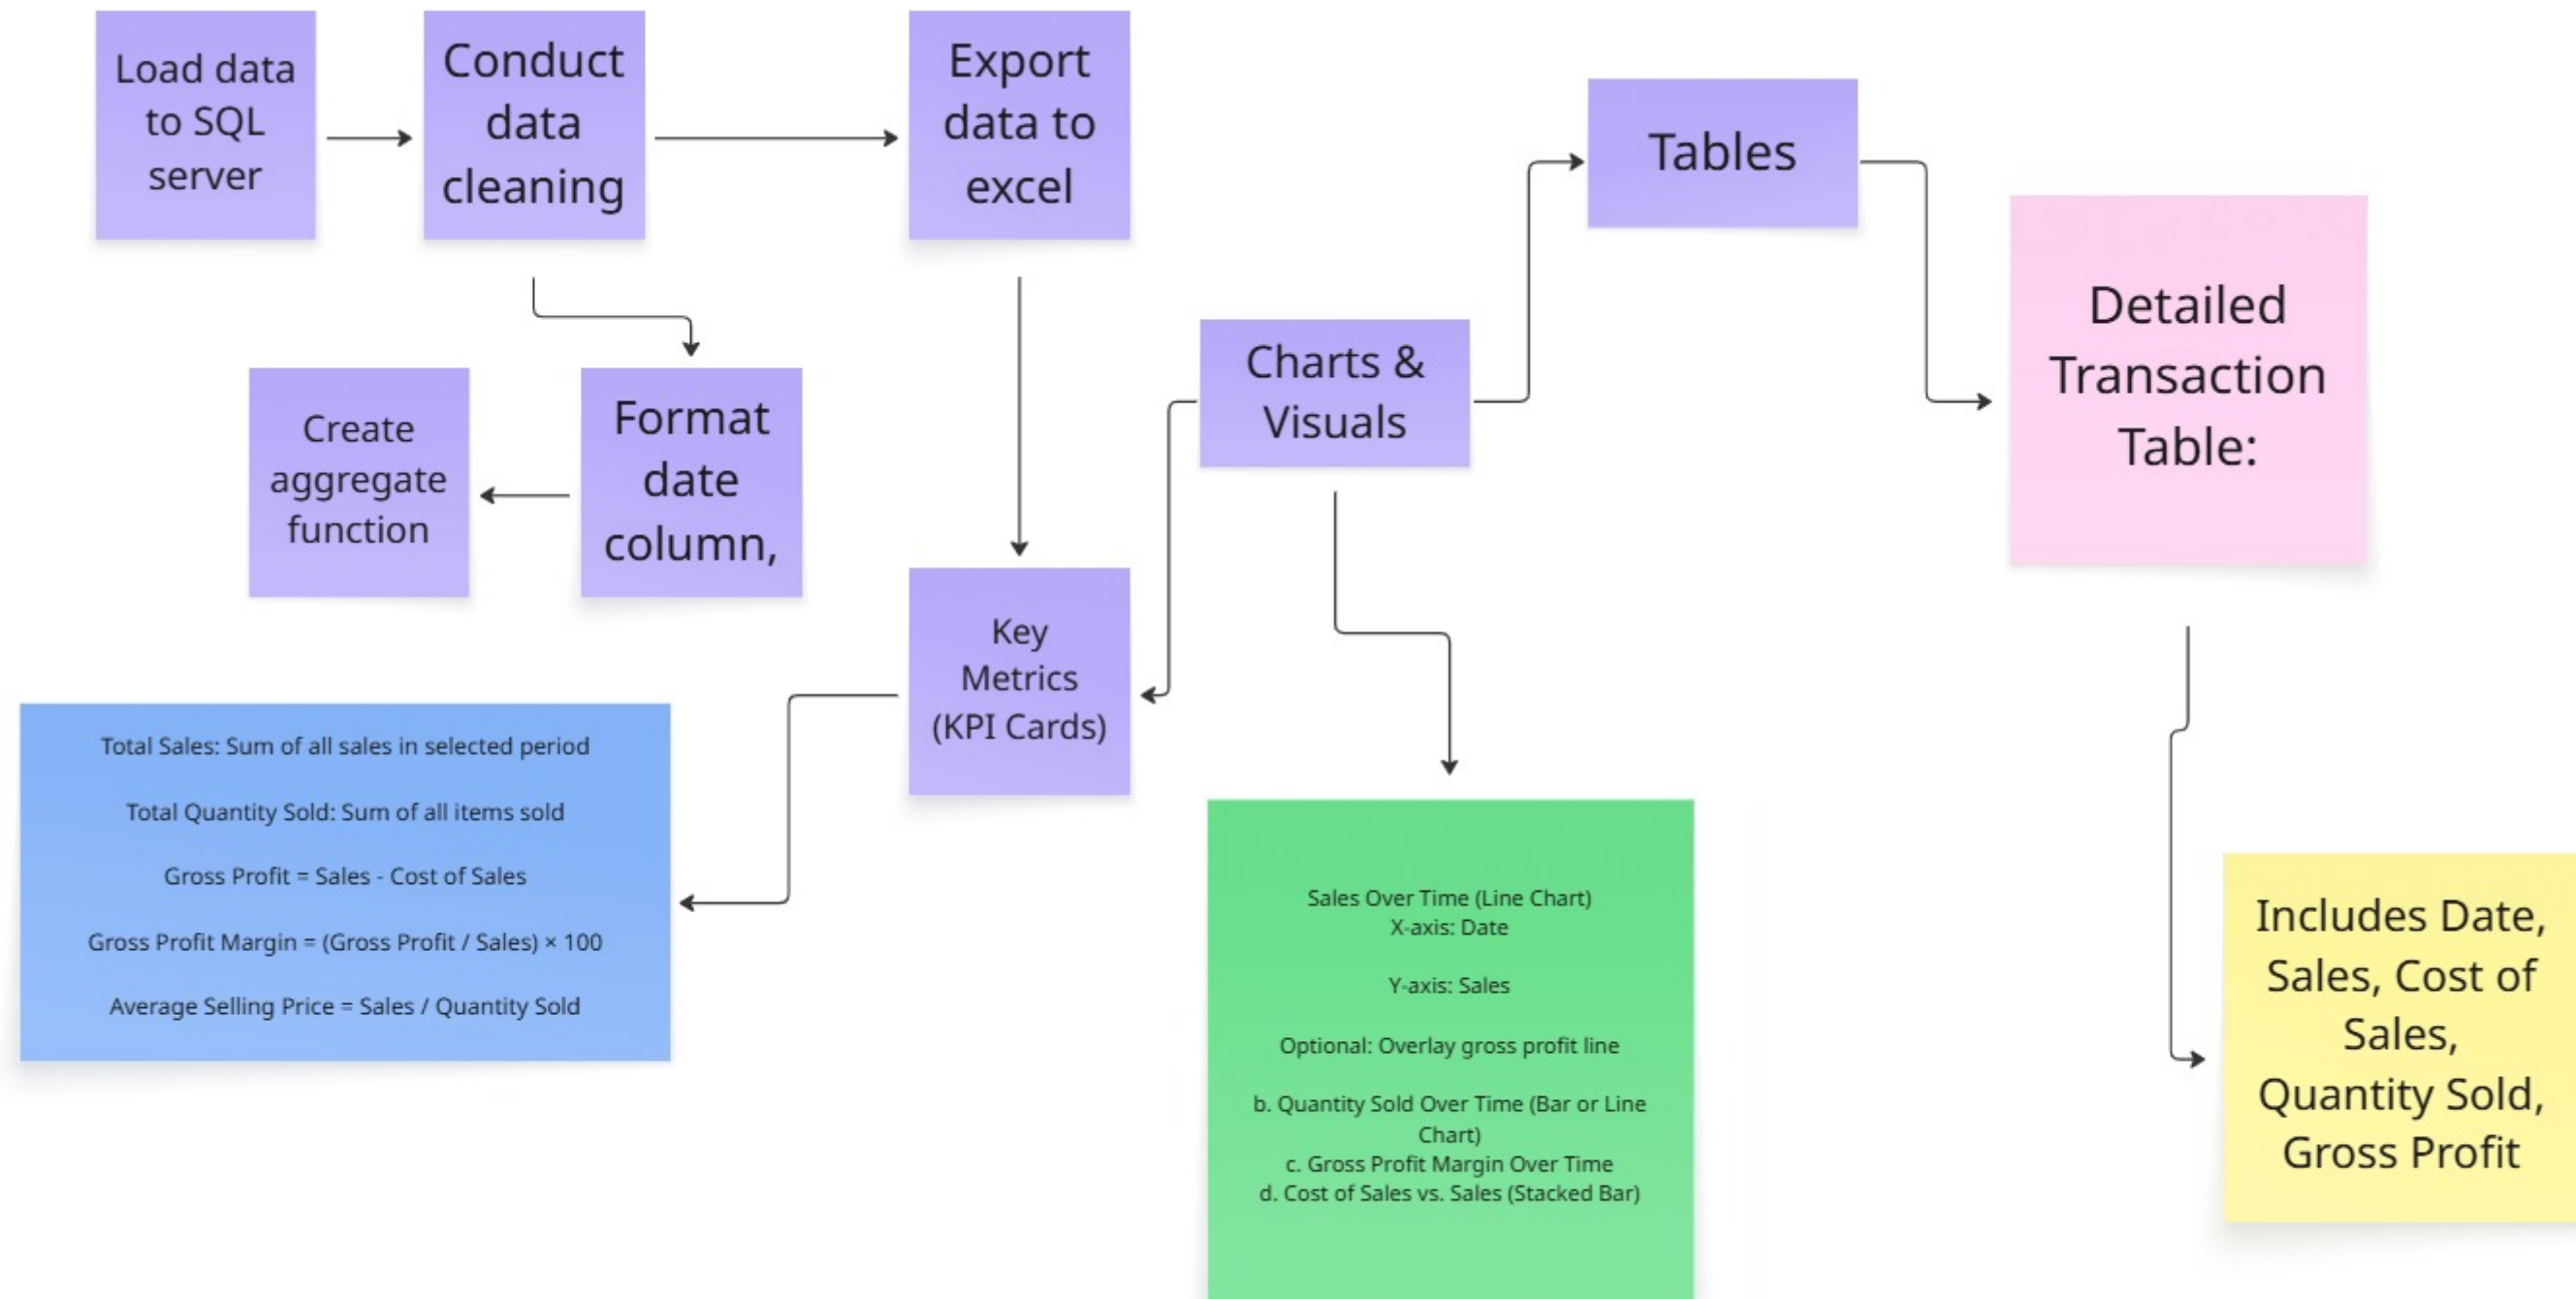 Load data
to SQL
server
Conduct
data
cleaning
Export
data to
excel
Tables
Detailed
Transaction
Table:
Charts &
Visuals
Create
aggregate
function
Format
date
column,
Key
Metrics
(KPI Cards)
Total Sales: Sum of all sales in selected period
Total Quantity Sold: Sum of all items sold
Gross Profit = Sales - Cost of Sales
Gross Profit Margin = (Gross Profit / Sales) × 100
Average Selling Price = Sales / Quantity Sold
Sales Over Time (Line Chart)
X-axis: Date
Y-axis: Sales
Optional: Overlay gross profit line
b. Quantity Sold Over Time (Bar or Line
Chart)
c. Gross Profit Margin Over Time
d. Cost of Sales vs. Sales (Stacked Bar)
Includes Date,
Sales, Cost of
Sales,
Quantity Sold,
Gross Profit